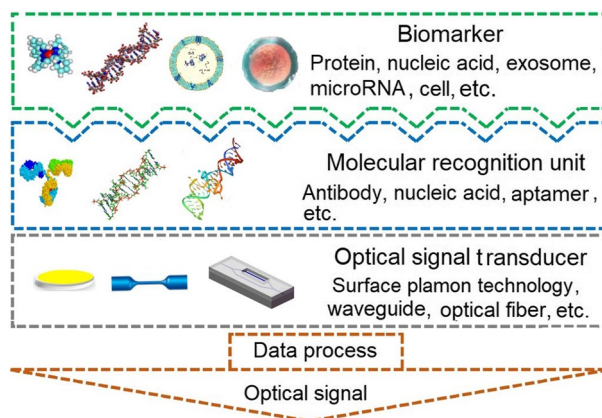 Biomarker
Protein, nucleic acid, exosome,
microRNA, cell, etc.
Molecular recognition unit
Antibody, nucleic acid, aptamer,
etc.
Optical signal transducer
Surface plamon technology,
waveguide, optical fiber, etc.
Data process
Optical signal